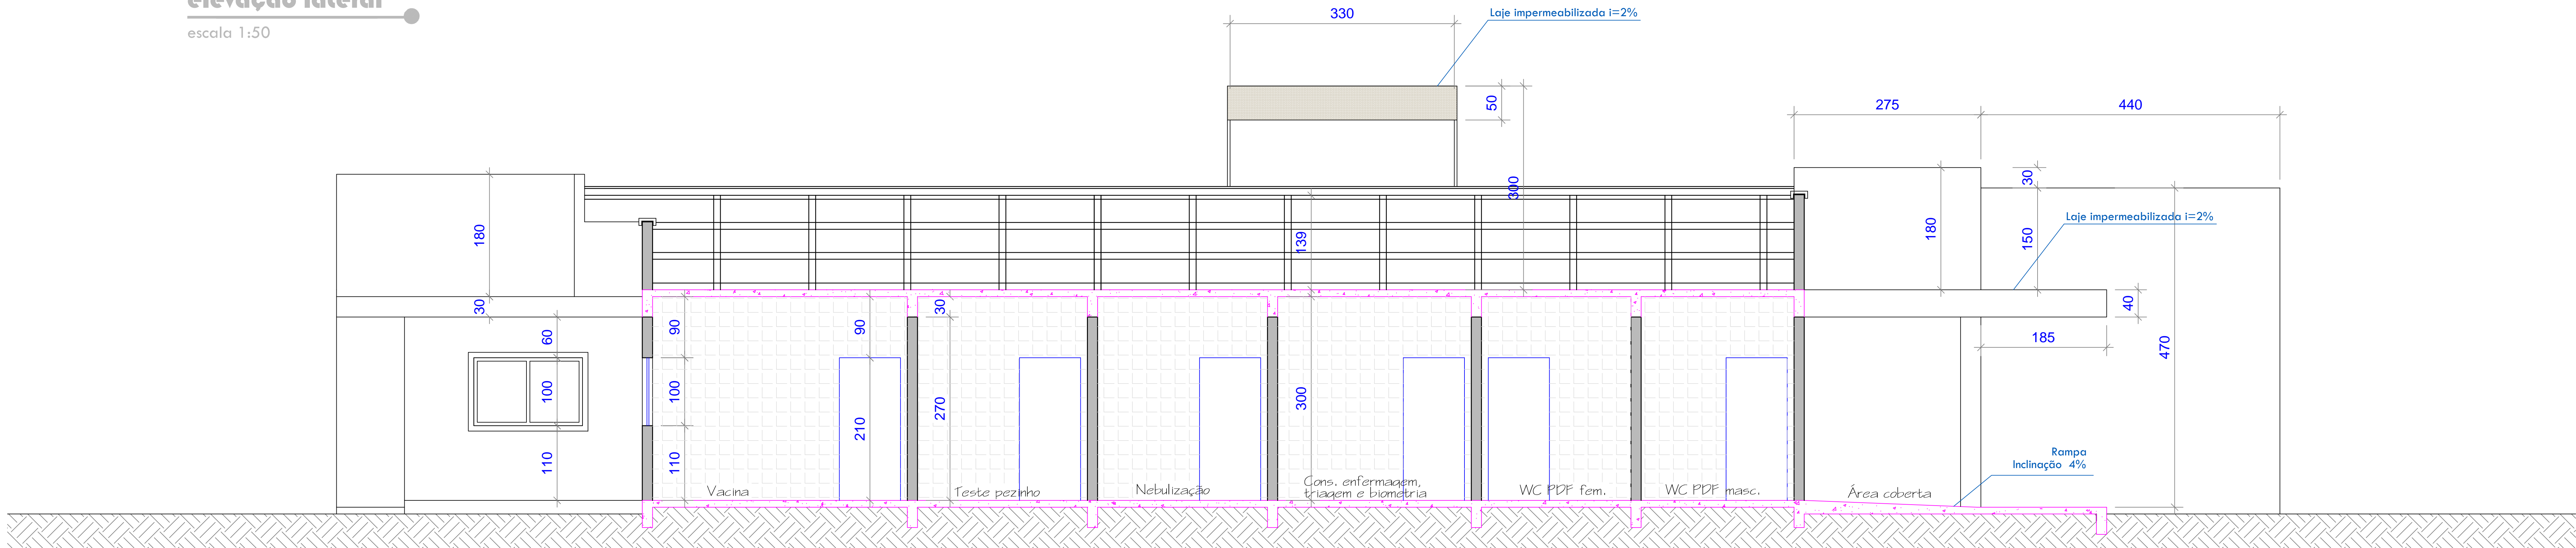 elevação lateral
escala 1:50
330
Laje impermeabilizada i=2%
50
300
275
440
30
180
150
Laje impermeabilizada i=2%
40
185
470
180
30
60
100
110
90
100
110
90
210
30
270
139
300
Vacina
Teste pezinho
Nebulização
Cons. enfermagem,
triagem e biometria
WC PDF fem.
WC PDF masc.
Área coberta
Rampa
Inclinação 4%